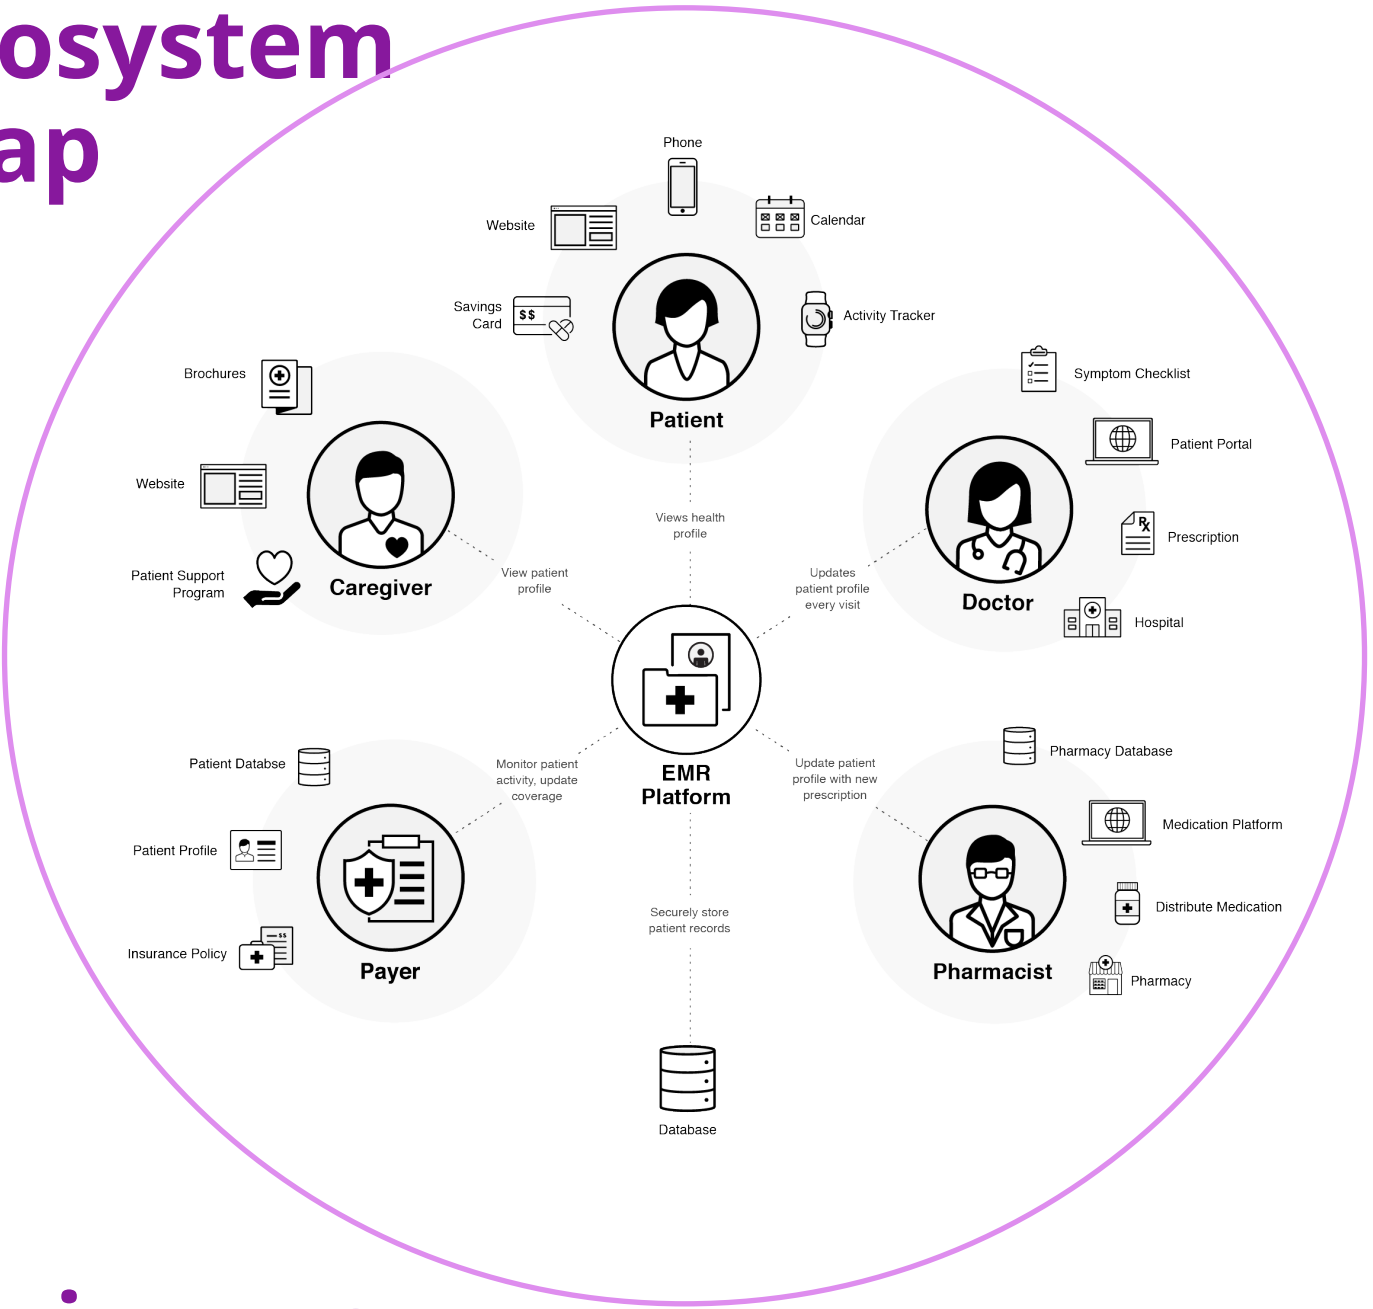 osystem
ap
Phone
Website
Calendar
Savings
Card
$$
Activity Tracker
Patient
Brochures
Website
Patient Support
Program
Caregiver
Symptom Checklist
Patient Portal
Rx
Prescription
Hospital
Doctor
Views health
profile
View patient
profile
Updates
patient profile
every visit
EMR
Platform
Monitor patient
activity, update
coverage
Update patient
profile with new
prescription
Securely store
patient records
Patient Databse
Patient Profile
Insurance Policy
$$
Payer
Pharmacy Database
Medication Platform
Distribute Medication
Pharmacy
Pharmacist
Database